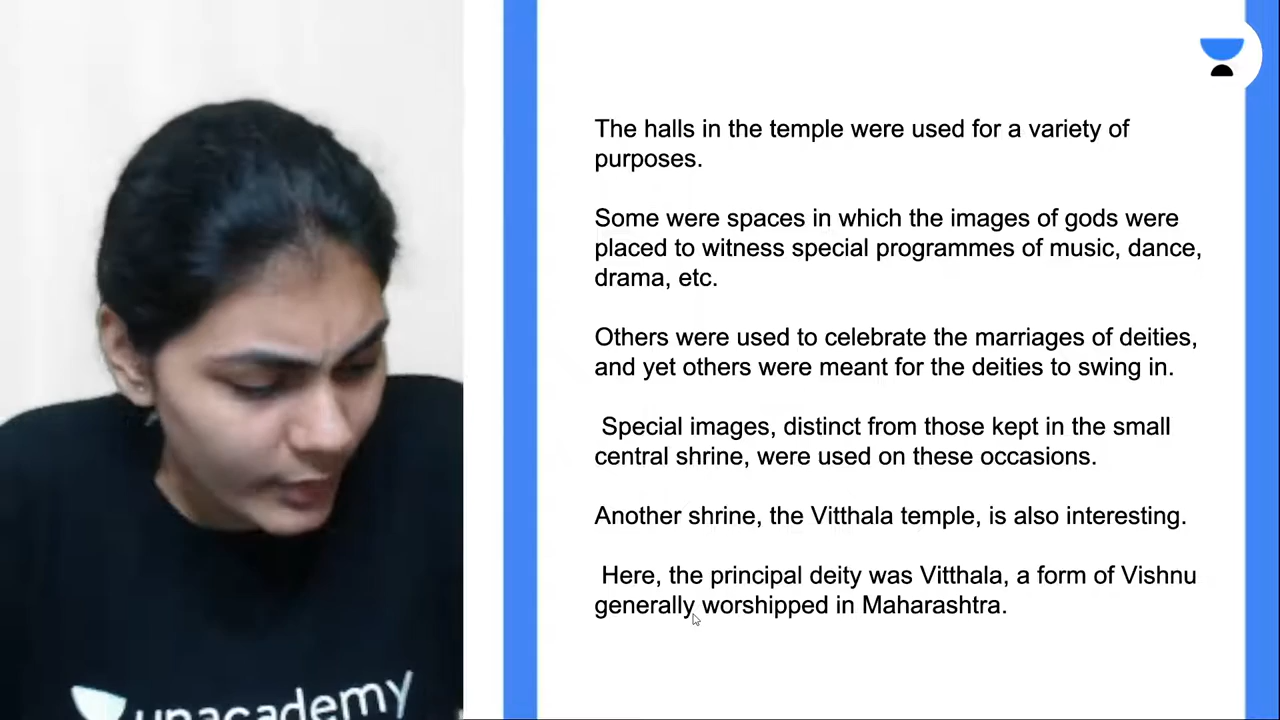 The halls in the temple were used for a variety of
purposes.
Some were spaces in which the images of gods were
placed to witness special programmes of music, dance,
drama, etc.
Others were used to celebrate the marriages of deities,
and yet others were meant for the deities to swing in.
Special images, distinct from those kept in the small
central shrine, were used on these occasions.
Another shrine, the Vitthala temple, is also interesting.
Here, the principal deity was Vitthala, a form of Vishnu
generally worshipped in Maharashtra.
unacademy